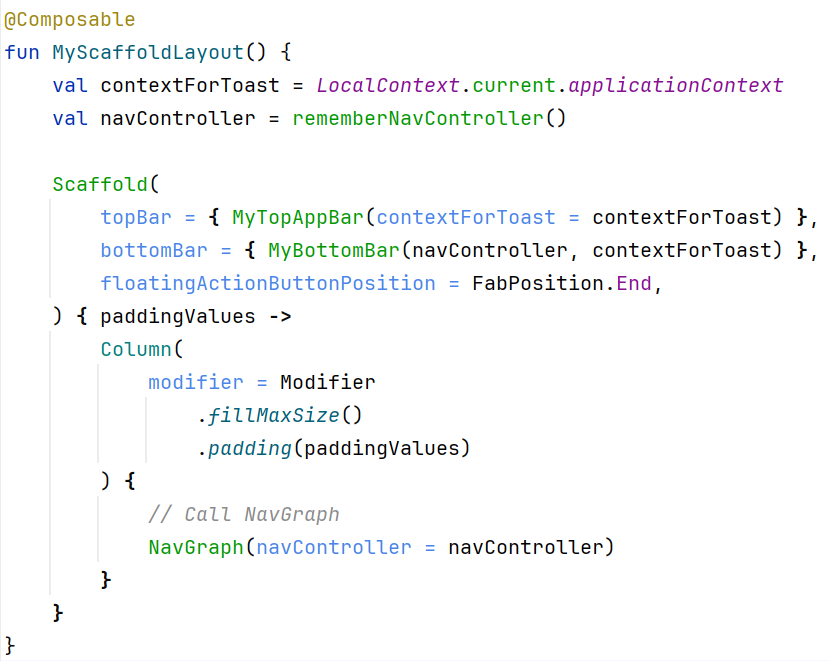 @Composable
fun MyScaffoldLayout() {
    val contextForToast = LocalContext.current.applicationContext
    val navController = rememberNavController()

    Scaffold(
        topBar = { MyTopAppBar(contextForToast = contextForToast) },
        bottomBar = { MyBottomBar(navController, contextForToast) },
        floatingActionButtonPosition = FabPosition.End,
    ) { paddingValues ->
        Column(
            modifier = Modifier
                .fillMaxSize()
                .padding(paddingValues)
        ) {
            // Call NavGraph
            NavGraph(navController = navController)
        }
    }
}